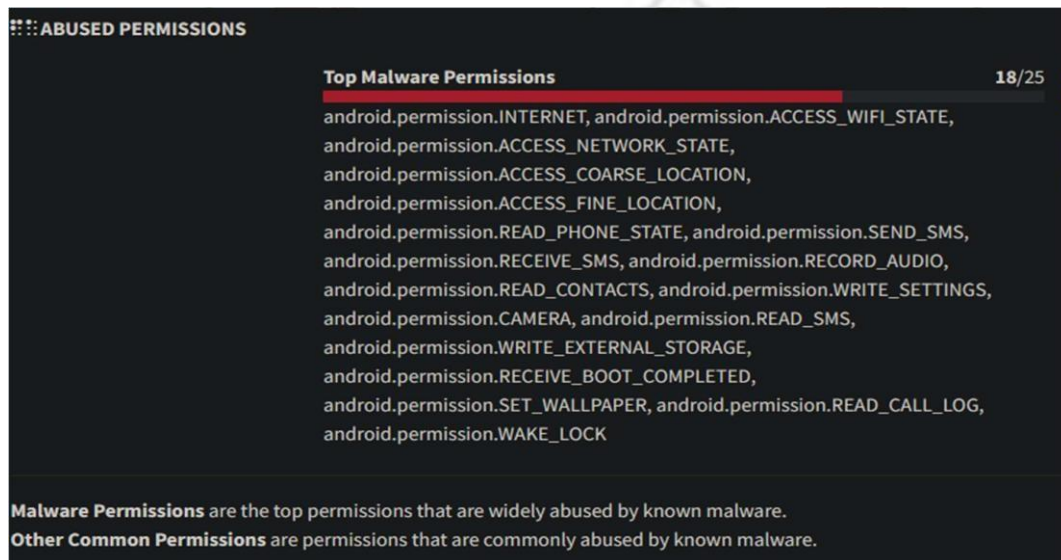 ABUSED PERMISSIONS
Top Malware Permissions 18/25
android.permission.INTERNET, android.permission.ACCESS_WIFI_STATE,
android.permission.ACCESS_NETWORK_STATE,
android.permission.ACCESS_COARSE_LOCATION,
android.permission.ACCESS_FINE_LOCATION,
android.permission.READ_PHONE_STATE, android.permission.SEND_SMS,
android.permission.RECEIVE_SMS, android.permission.RECORD_AUDIO,
android.permission.READ_CONTACTS, android.permission.WRITE_SETTINGS,
android.permission.CAMERA, android.permission.READ_SMS,
android.permission.WRITE_EXTERNAL_STORAGE,
android.permission.RECEIVE_BOOT_COMPLETED,
android.permission.SET_WALLPAPER, android.permission.READ_CALL_LOG,
android.permission.WAKE_LOCK
Malware Permissions are the top permissions that are widely abused by known malware.
Other Common Permissions are permissions that are commonly abused by known malware.